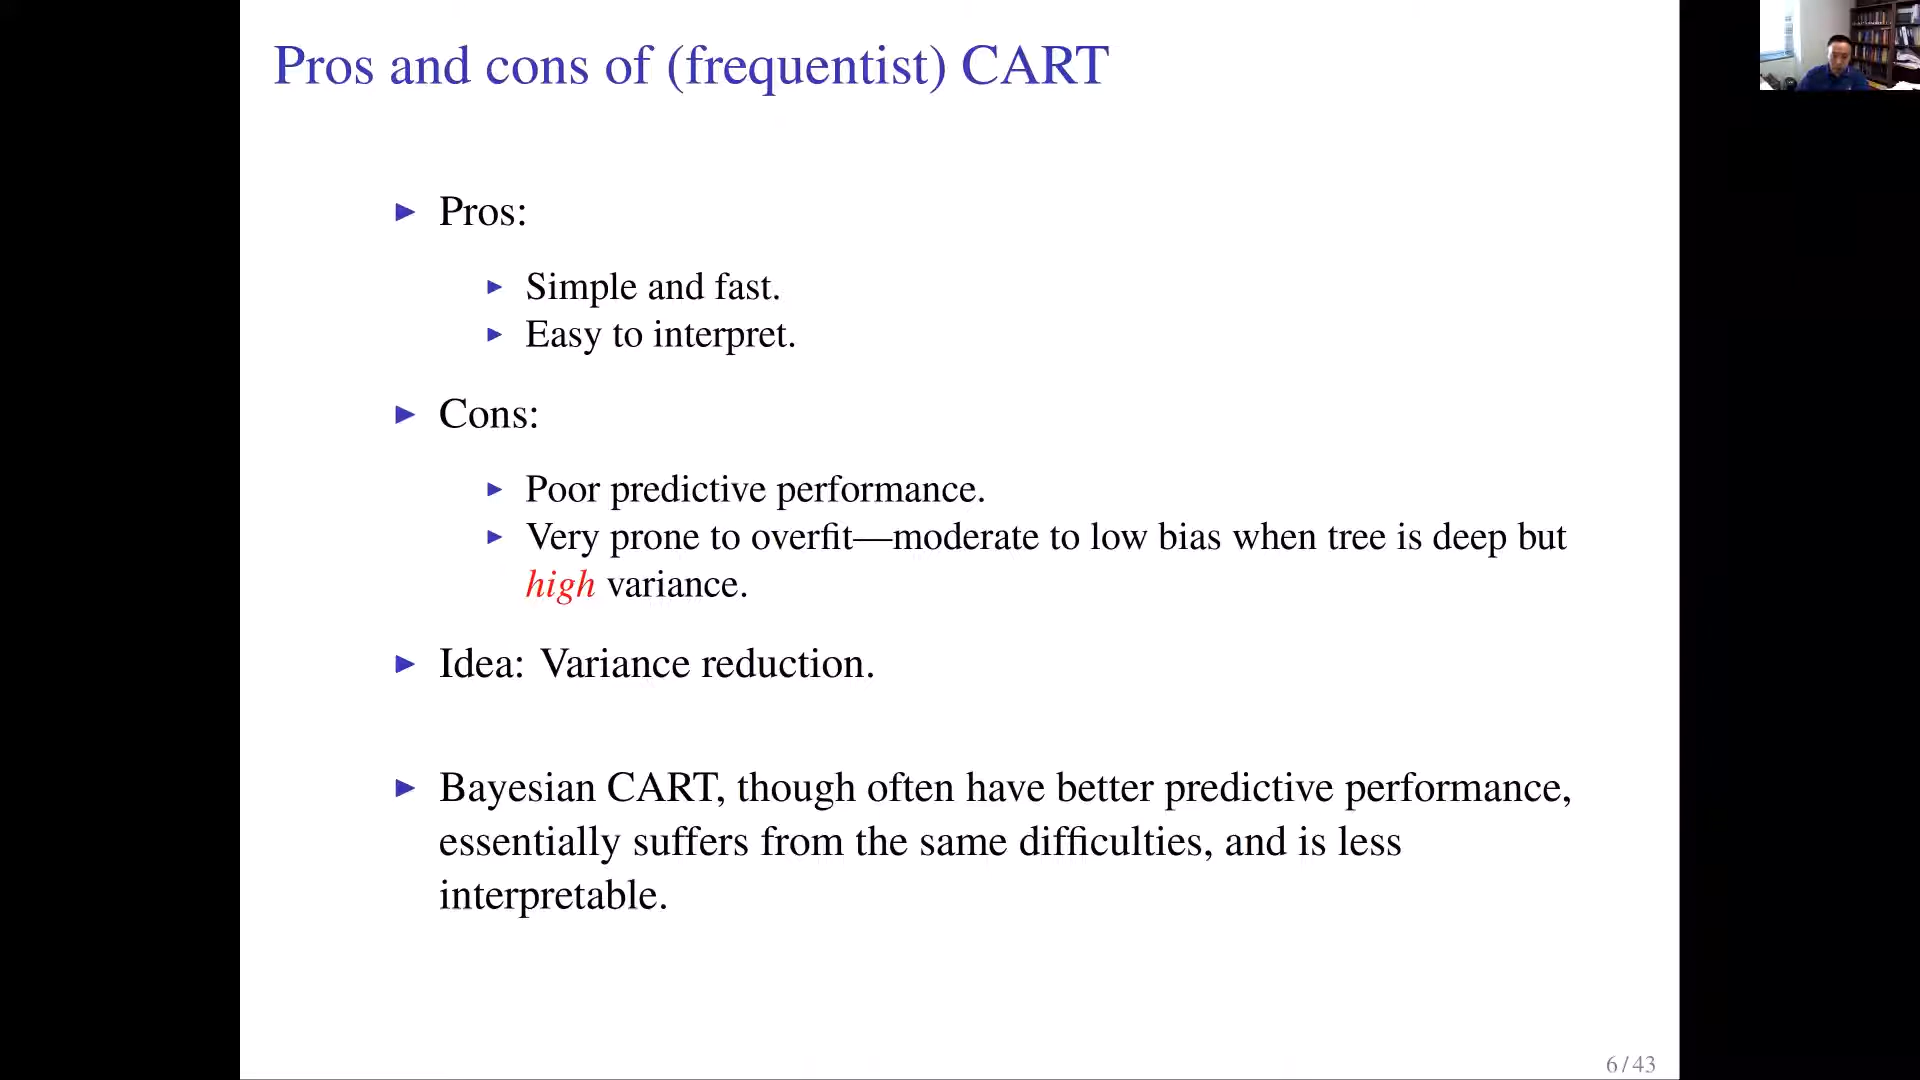 Pros and cons of (frequentist) CART
▶ Pros:
▶ Simple and fast.
▶ Easy to interpret.
▶ Cons:
▶ Poor predictive performance.
▶ Very prone to overfit—moderate to low bias when tree is deep but
high variance.
▶ Idea: Variance reduction.
▶ Bayesian CART, though often have better predictive performance,
essentially suffers from the same difficulties, and is less
interpretable.
6 / 43